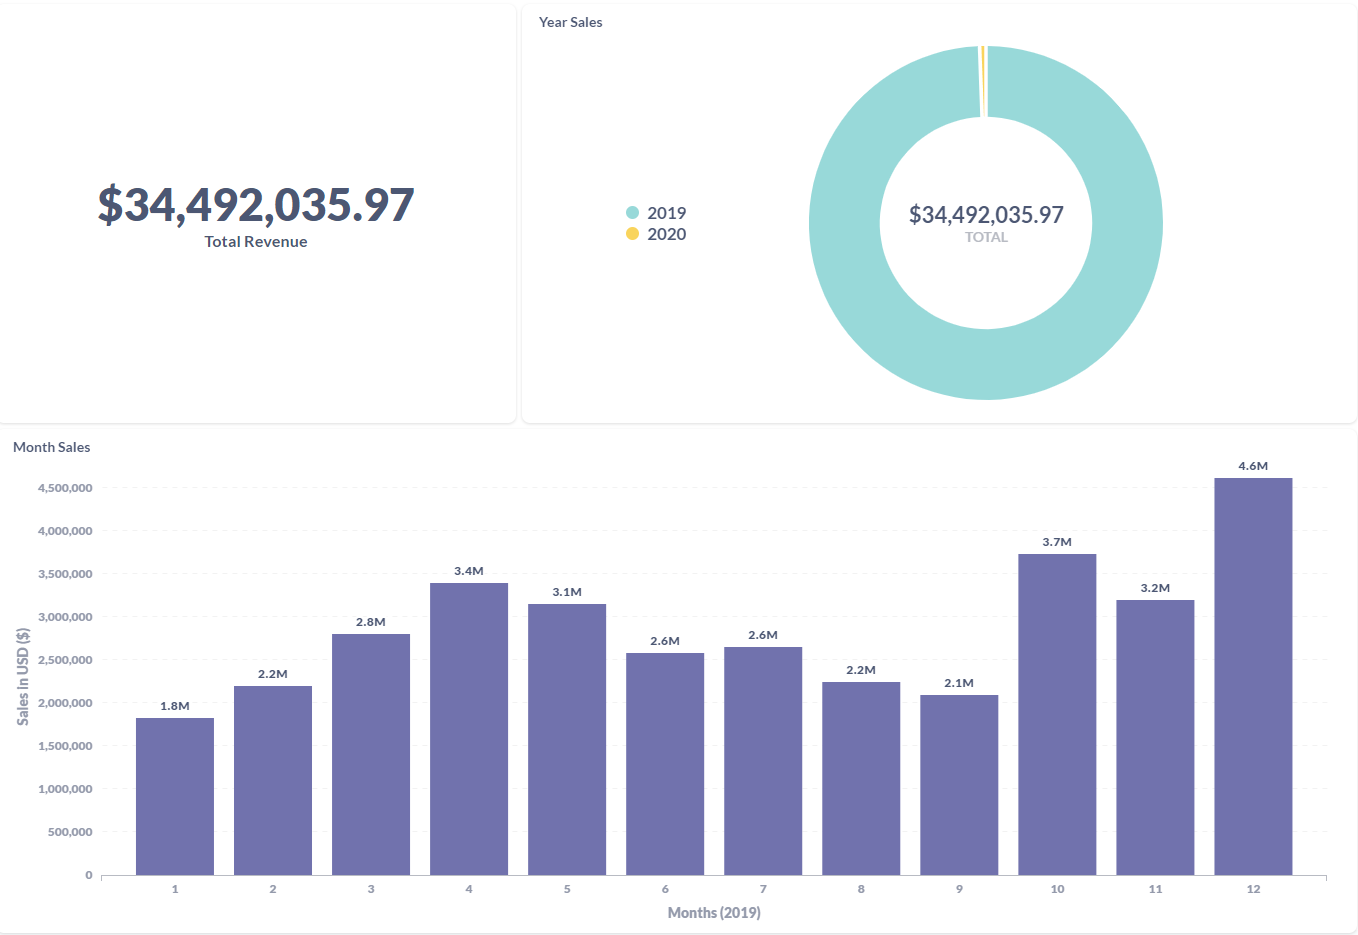 $34,492,035.97
Total Revenue
Year Sales
2019
2020
$34,492,035.97
TOTAL
Month Sales
Sales In USD ($)
4,500,000
4,000,000
3,500,000
3,000,000
2,500,000
2,000,000
1,500,000
1,000,000
500,000
0
1.8M
2.2M
2.8M
3.4M
3.1M
2.6M
2.6M
2.2M
2.1M
3.7M
3.2M
4.6M
1 2 3 4 5 6 7 8 9 10 11 12
Months (2019)